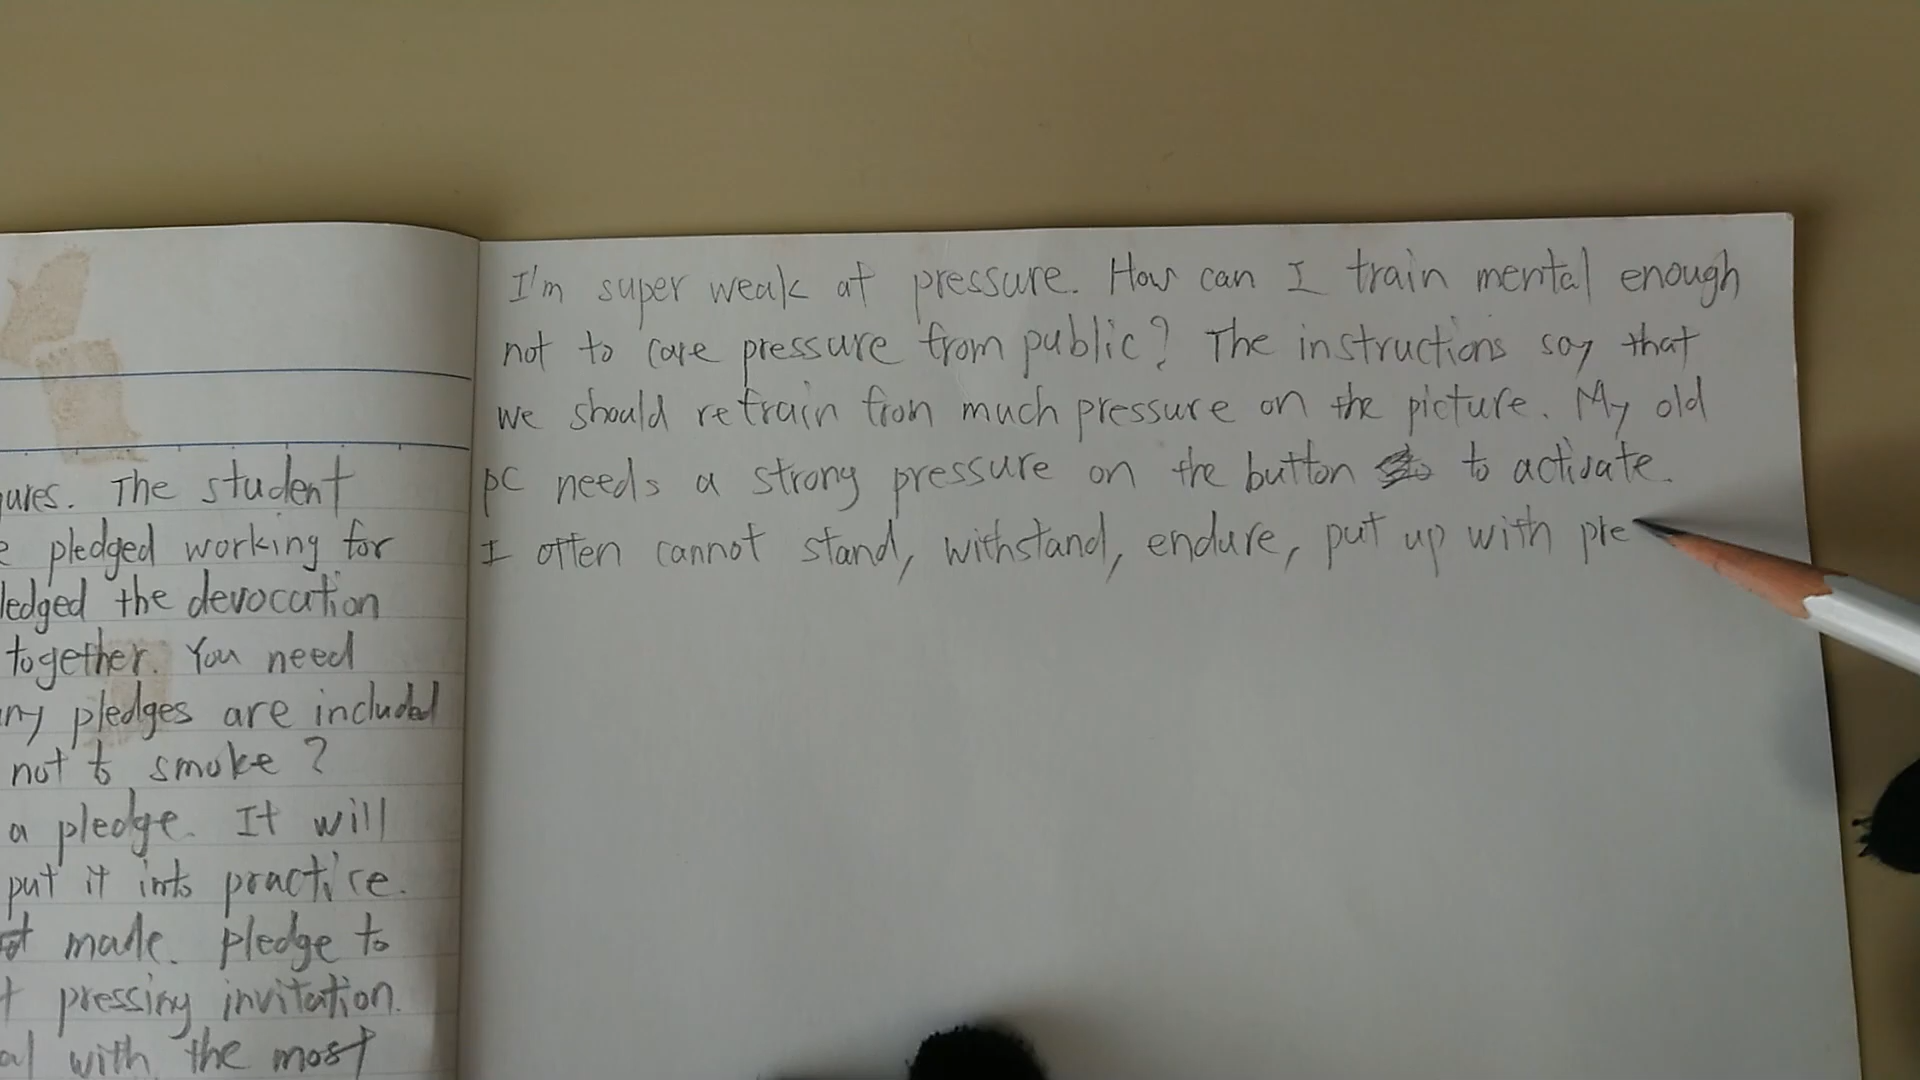 I'm super weak at pressure. How can I train mental enough
not to care pressure from public? The instructions say that
we should refrain from much pressure on the picture. My old
pc needs a strong pressure on the button to activate.
I often cannot stand, withstand, endure, put up with pre
The student
pledged working for
the devocation
together. You need
pledges are included
not to smoke?
a pledge. It will
put it into practice.
made. pledge to
pressing invitation.
with the most